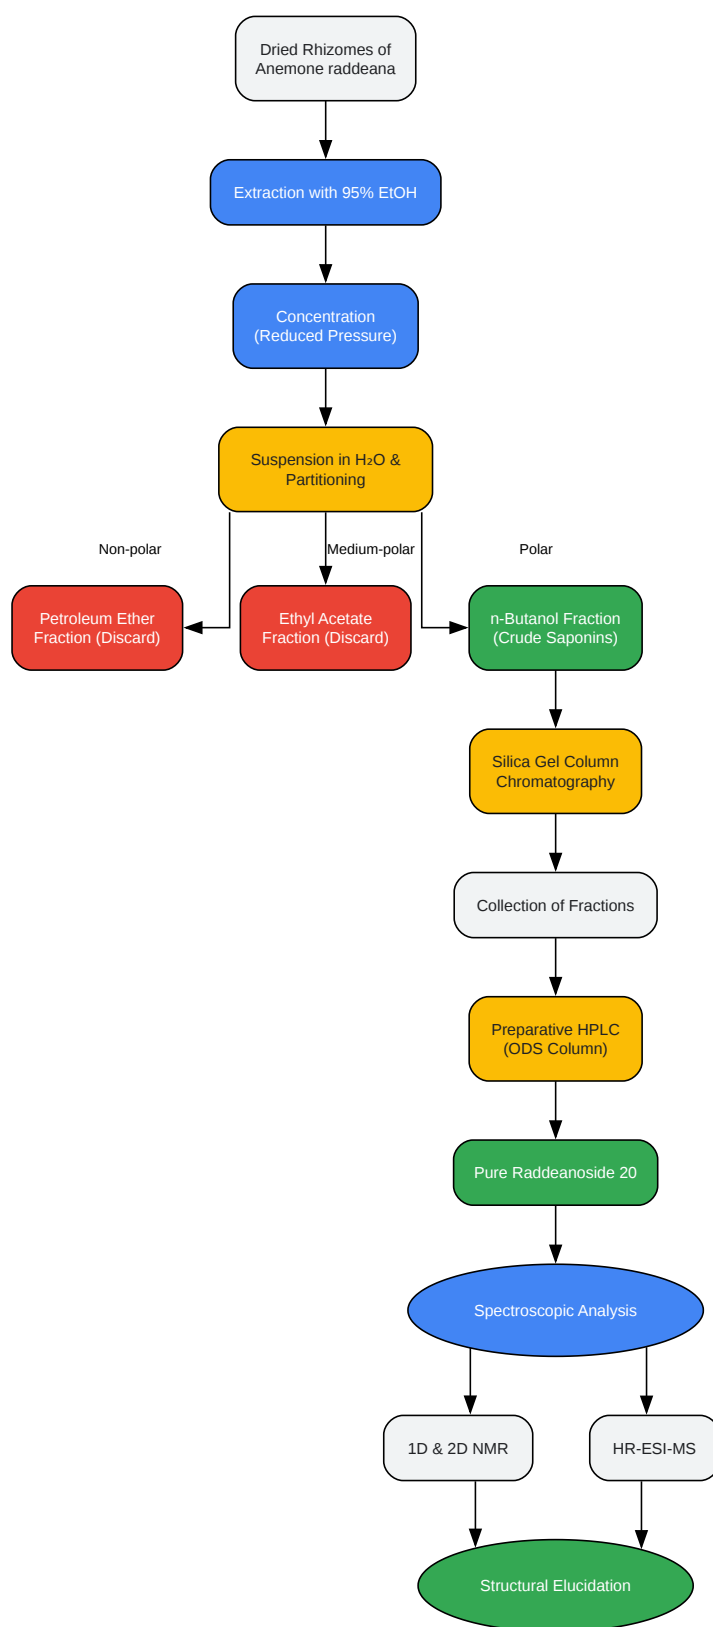 Dried Rhizomes of
Anemone raddeana
Extraction with 95% EtOH
Concentration
(Reduced Pressure)
Suspension in H₂O &
Partitioning
Non-polar
Medium-polar
Polar
Petroleum Ether
Fraction (Discard)
Ethyl Acetate
Fraction (Discard)
n-Butanol Fraction
(Crude Saponins)
Silica Gel Column
Chromatography
Collection of Fractions
Preparative HPLC
(ODS Column)
Pure Raddeanoside 20
Spectroscopic Analysis
1D & 2D NMR
HR-ESI-MS
Structural Elucidation